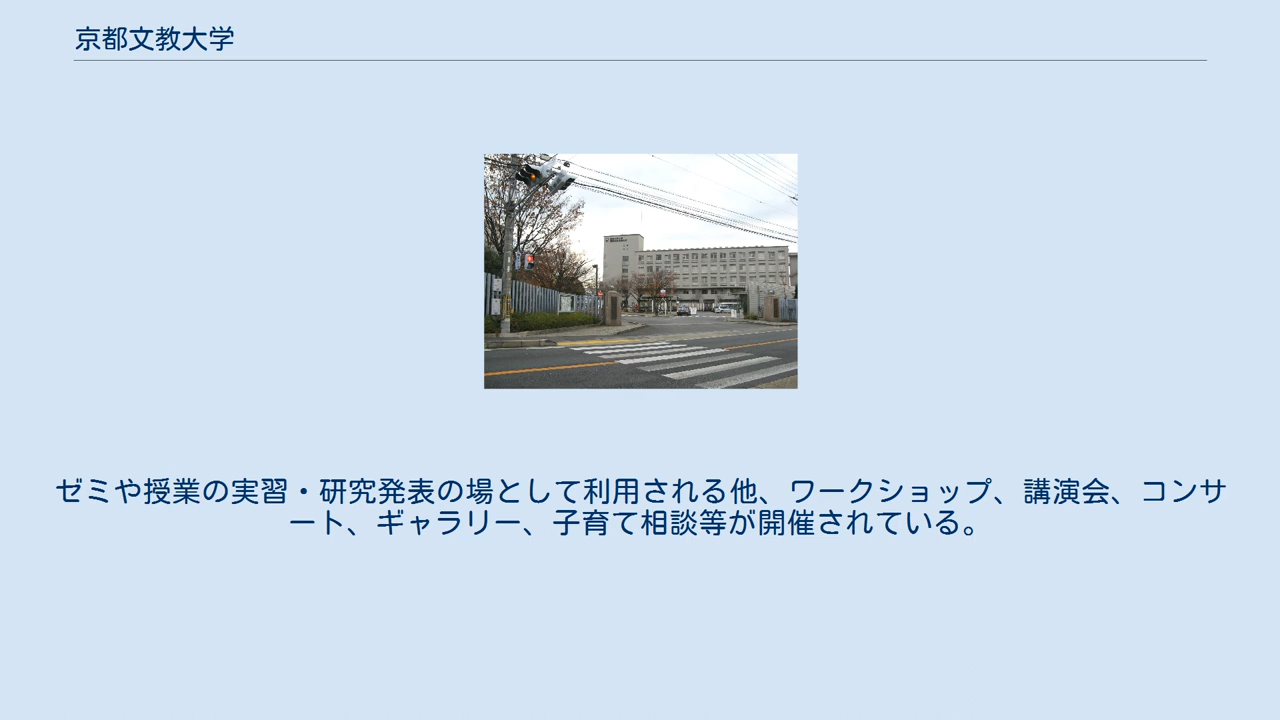 京都文教大学
ゼミや授業の実習・研究発表の場として利用される他、ワークショップ、講演会、コンサ
ート、ギャラリー、子育て相談等が開催されている。